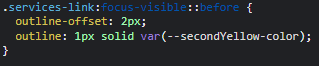 .services-link:focus-visible::before {
  outline-offset: 2px;
  outline: 1px solid var(--secondYellow-color);
}